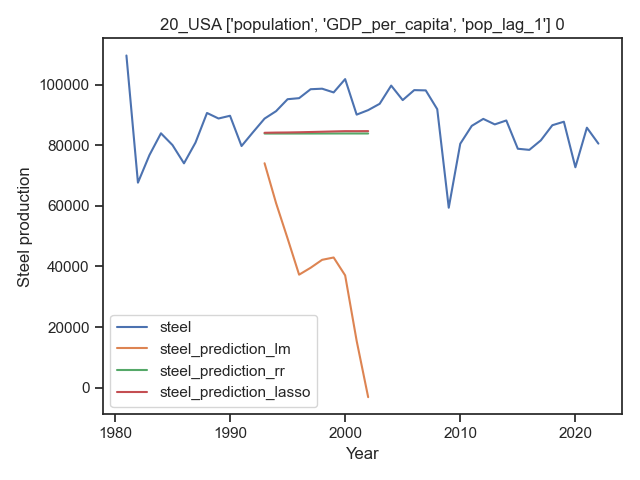 20_USA ['population', 'GDP_per_capita', 'pop_lag_1'] 0
Steel production
100000
80000
60000
40000
20000
0
steel
steel_prediction_lm
steel_prediction_rr
steel_prediction_lasso
1980
1990
2000
2010
2020
Year